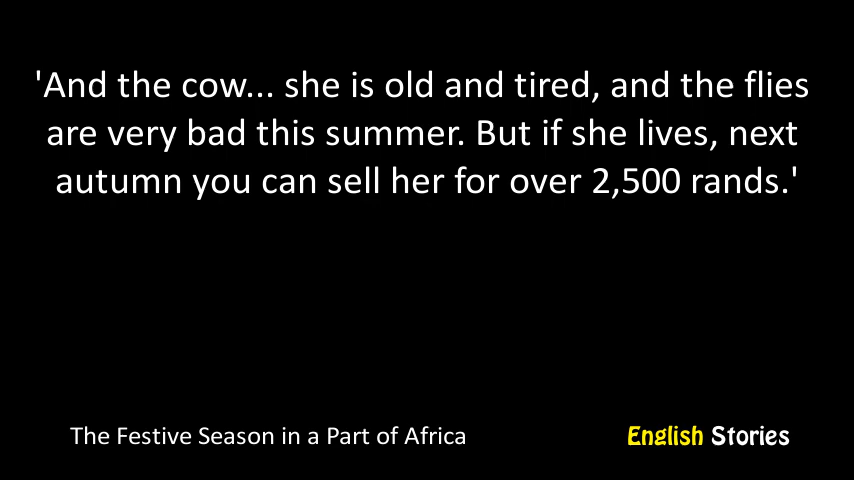 'And the cow... she is old and tired, and the flies
are very bad this summer. But if she lives, next
autumn you can sell her for over 2,500 rands.'
The Festive Season in a Part of Africa
English Stories